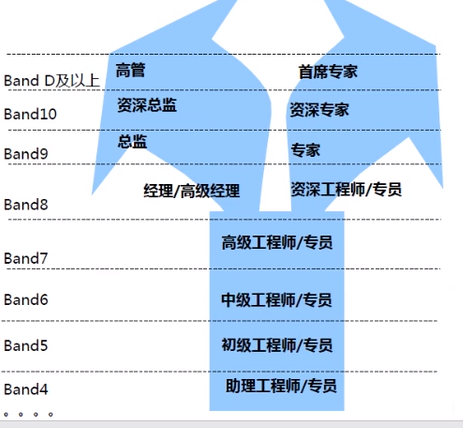 Band D及以上 高管 首席专家
Band10 资深总监 资深专家
Band9 总监 专家
Band8 经理/高级经理 资深工程师/专员
Band7 高级工程师/专员
Band6 中级工程师/专员
Band5 初级工程师/专员
Band4 助理工程师/专员
。。。。